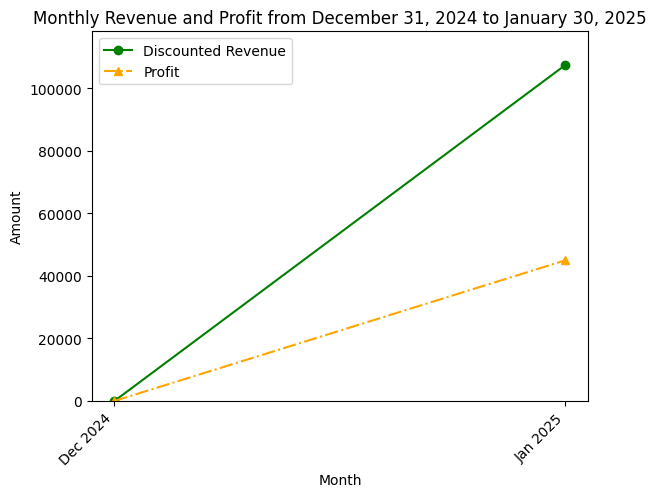 Monthly Revenue and Profit from December 31, 2024 to January 30, 2025
Discounted Revenue
Profit
Amount
100000
80000
60000
40000
20000
0
Dec 2024
Jan 2025
Month